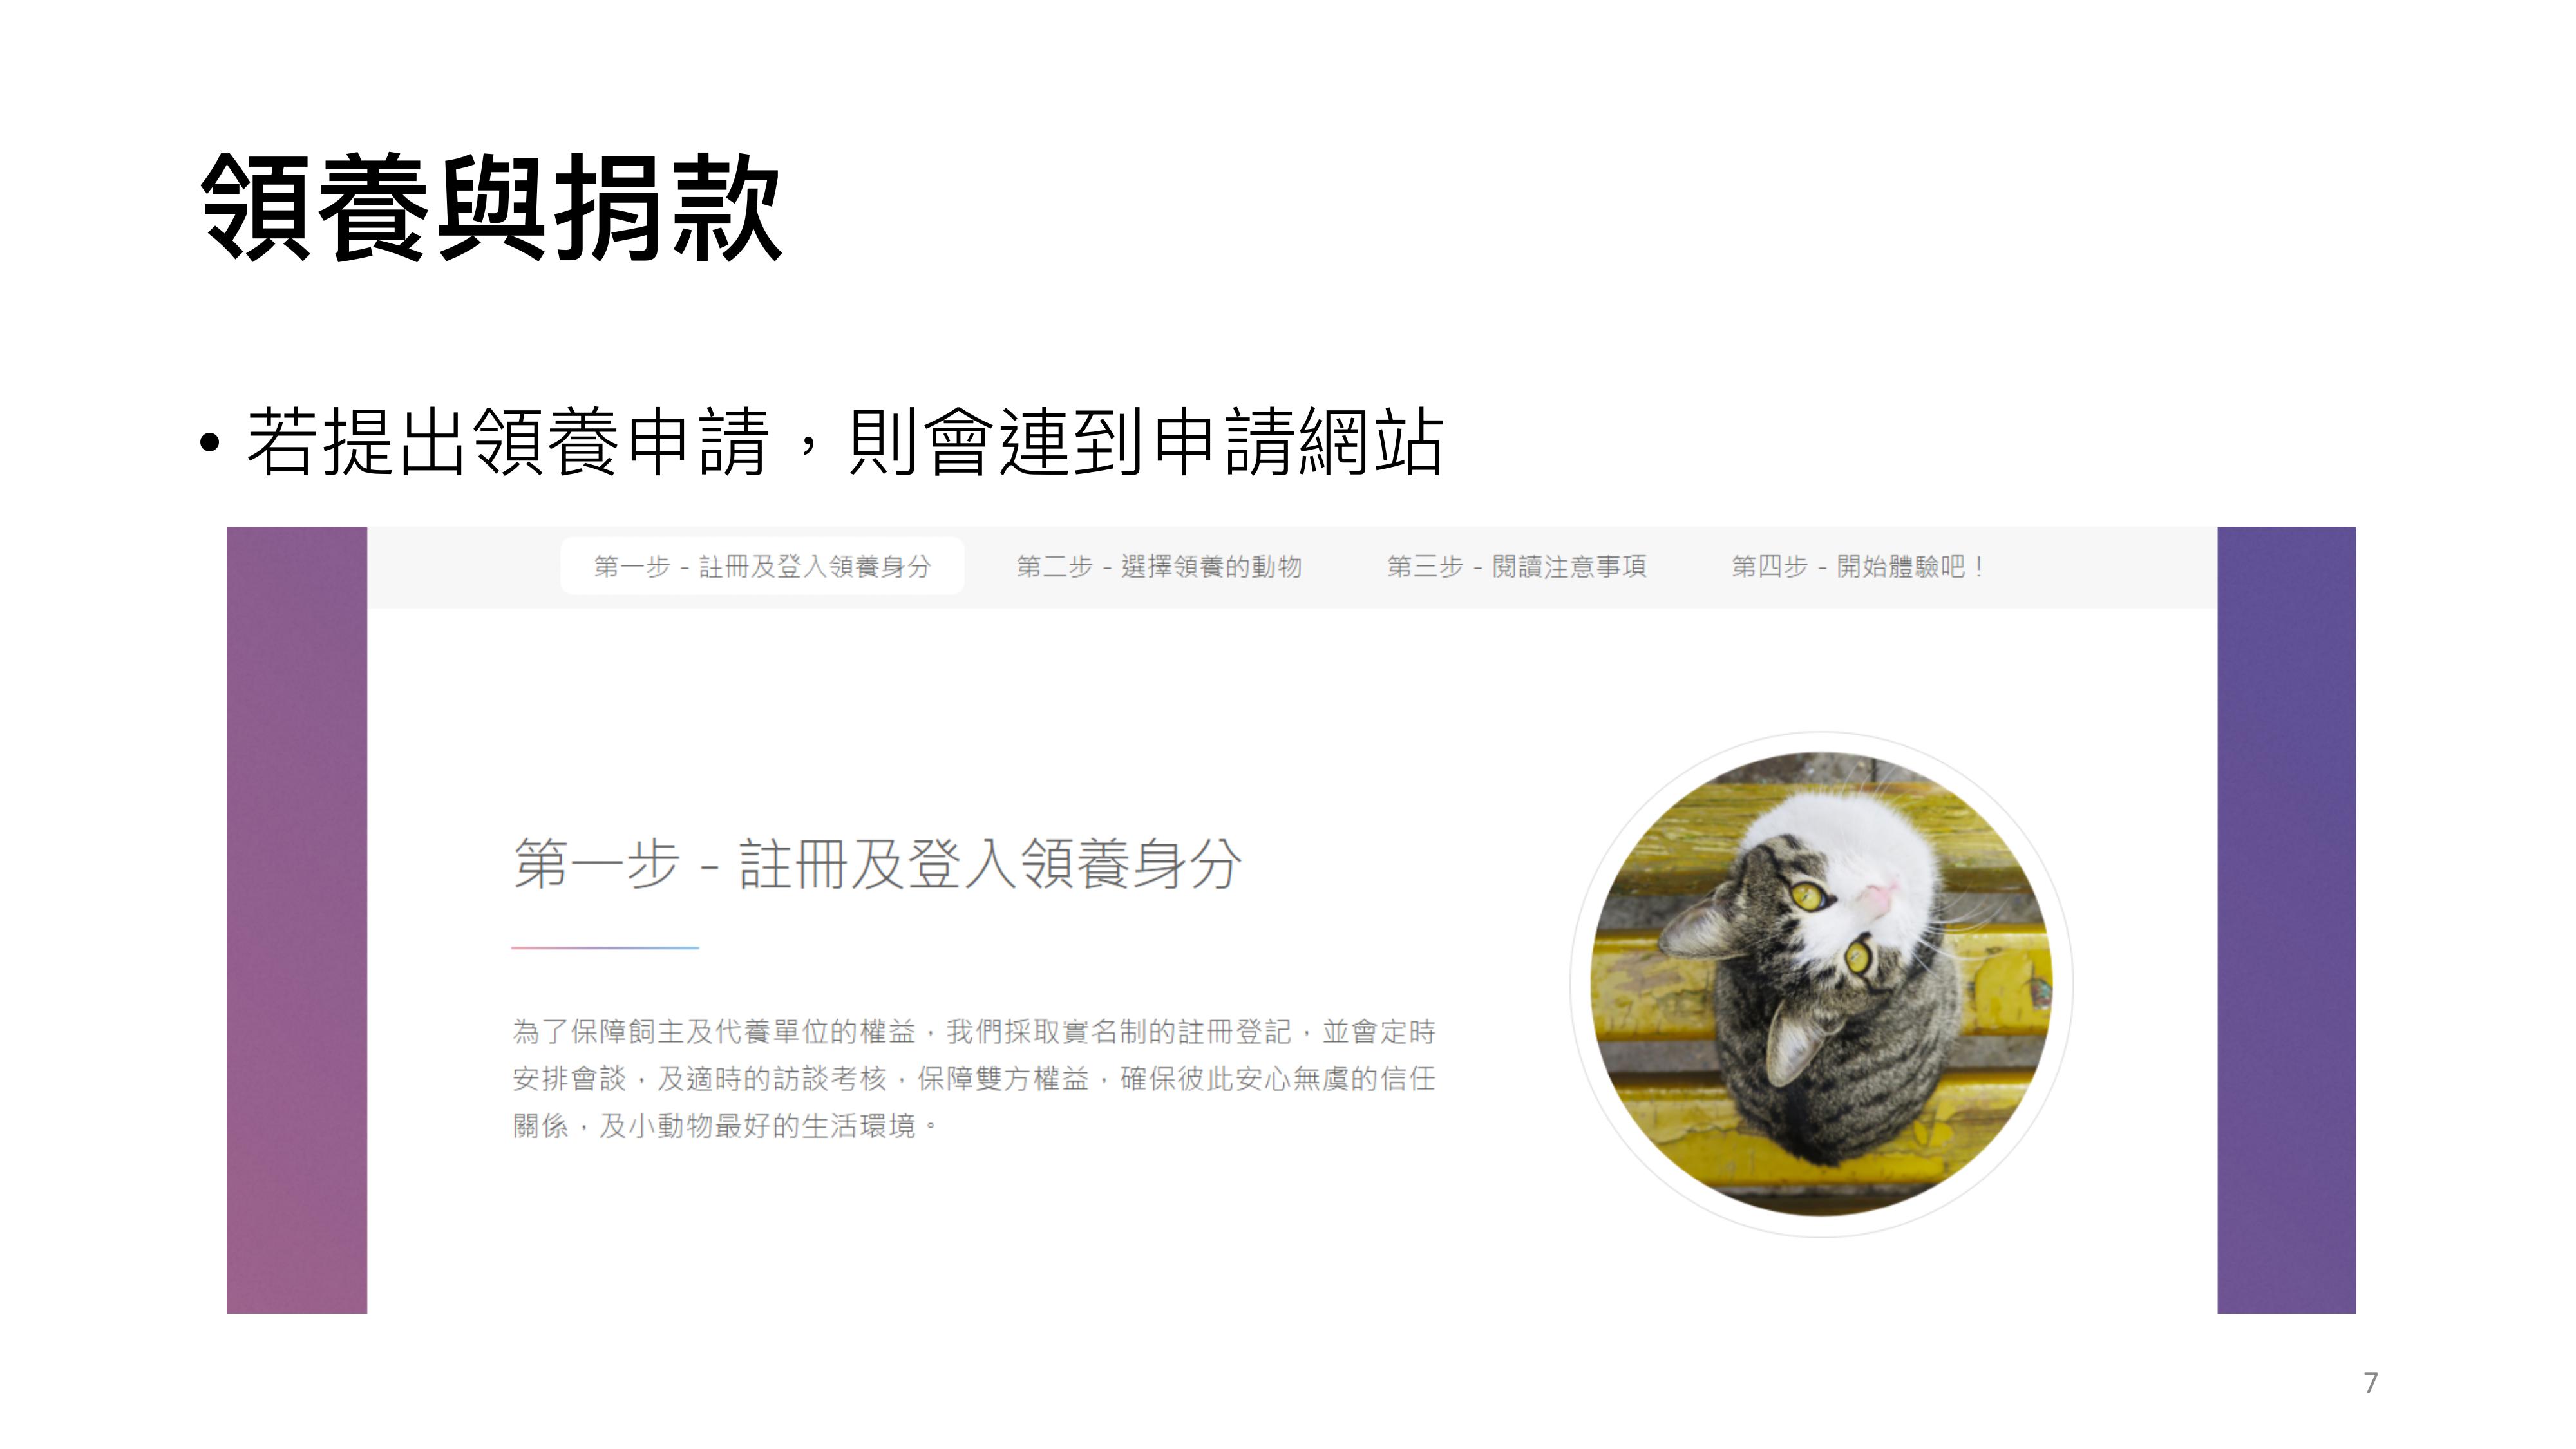 領養與捐款
• 若提出領養申請，則會連到申請網站
第一步 - 註冊及登入領養身分
第二步 - 選擇領養的動物
第三步 - 閱讀注意事項
第四步 - 開始體驗吧！
第一步 - 註冊及登入領養身分
為了保障飼主及代養單位的權益，我們採取實名制的註冊登記，並會定時
安排會談，及適時的訪談考核，保障雙方權益，確保彼此安心無虞的信任
關係，及小動物最好的生活環境。
7